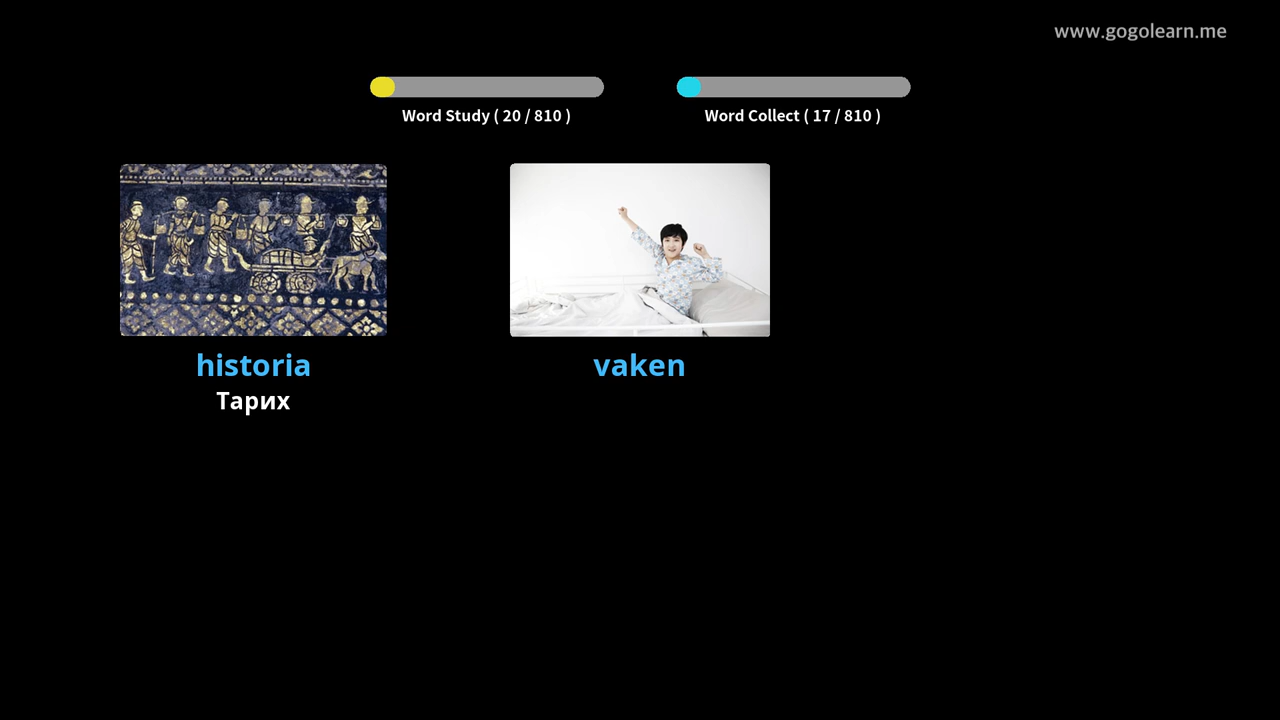 www.gogolearn.me
Word Study ( 20 / 810 )
Word Collect ( 17 / 810 )
historia
Тарих
vaken